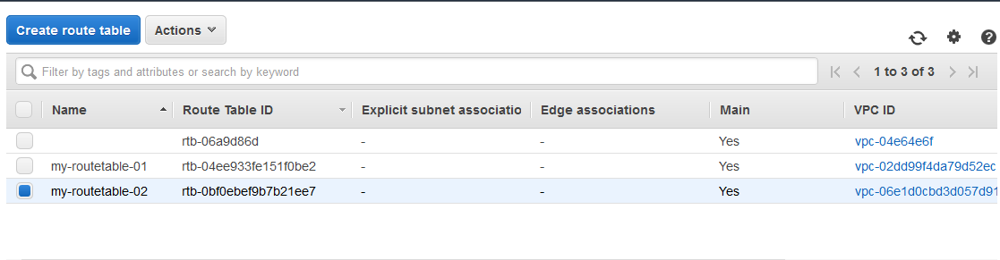 Create route table Actions
Filter by tags and attributes or search by keyword 1 to 3 of 3
Name Route Table ID Explicit subnet associatio Edge associations Main VPC ID
rtb-06a9d86d - - Yes vpc-04e64e6f
my-routetable-01 rtb-04ee933fe151f0be2 - - Yes vpc-02dd99f4da79d52ec
my-routetable-02 rtb-0bf0ebef9b7b21ee7 - - Yes vpc-06e1d0cbd3d057d91